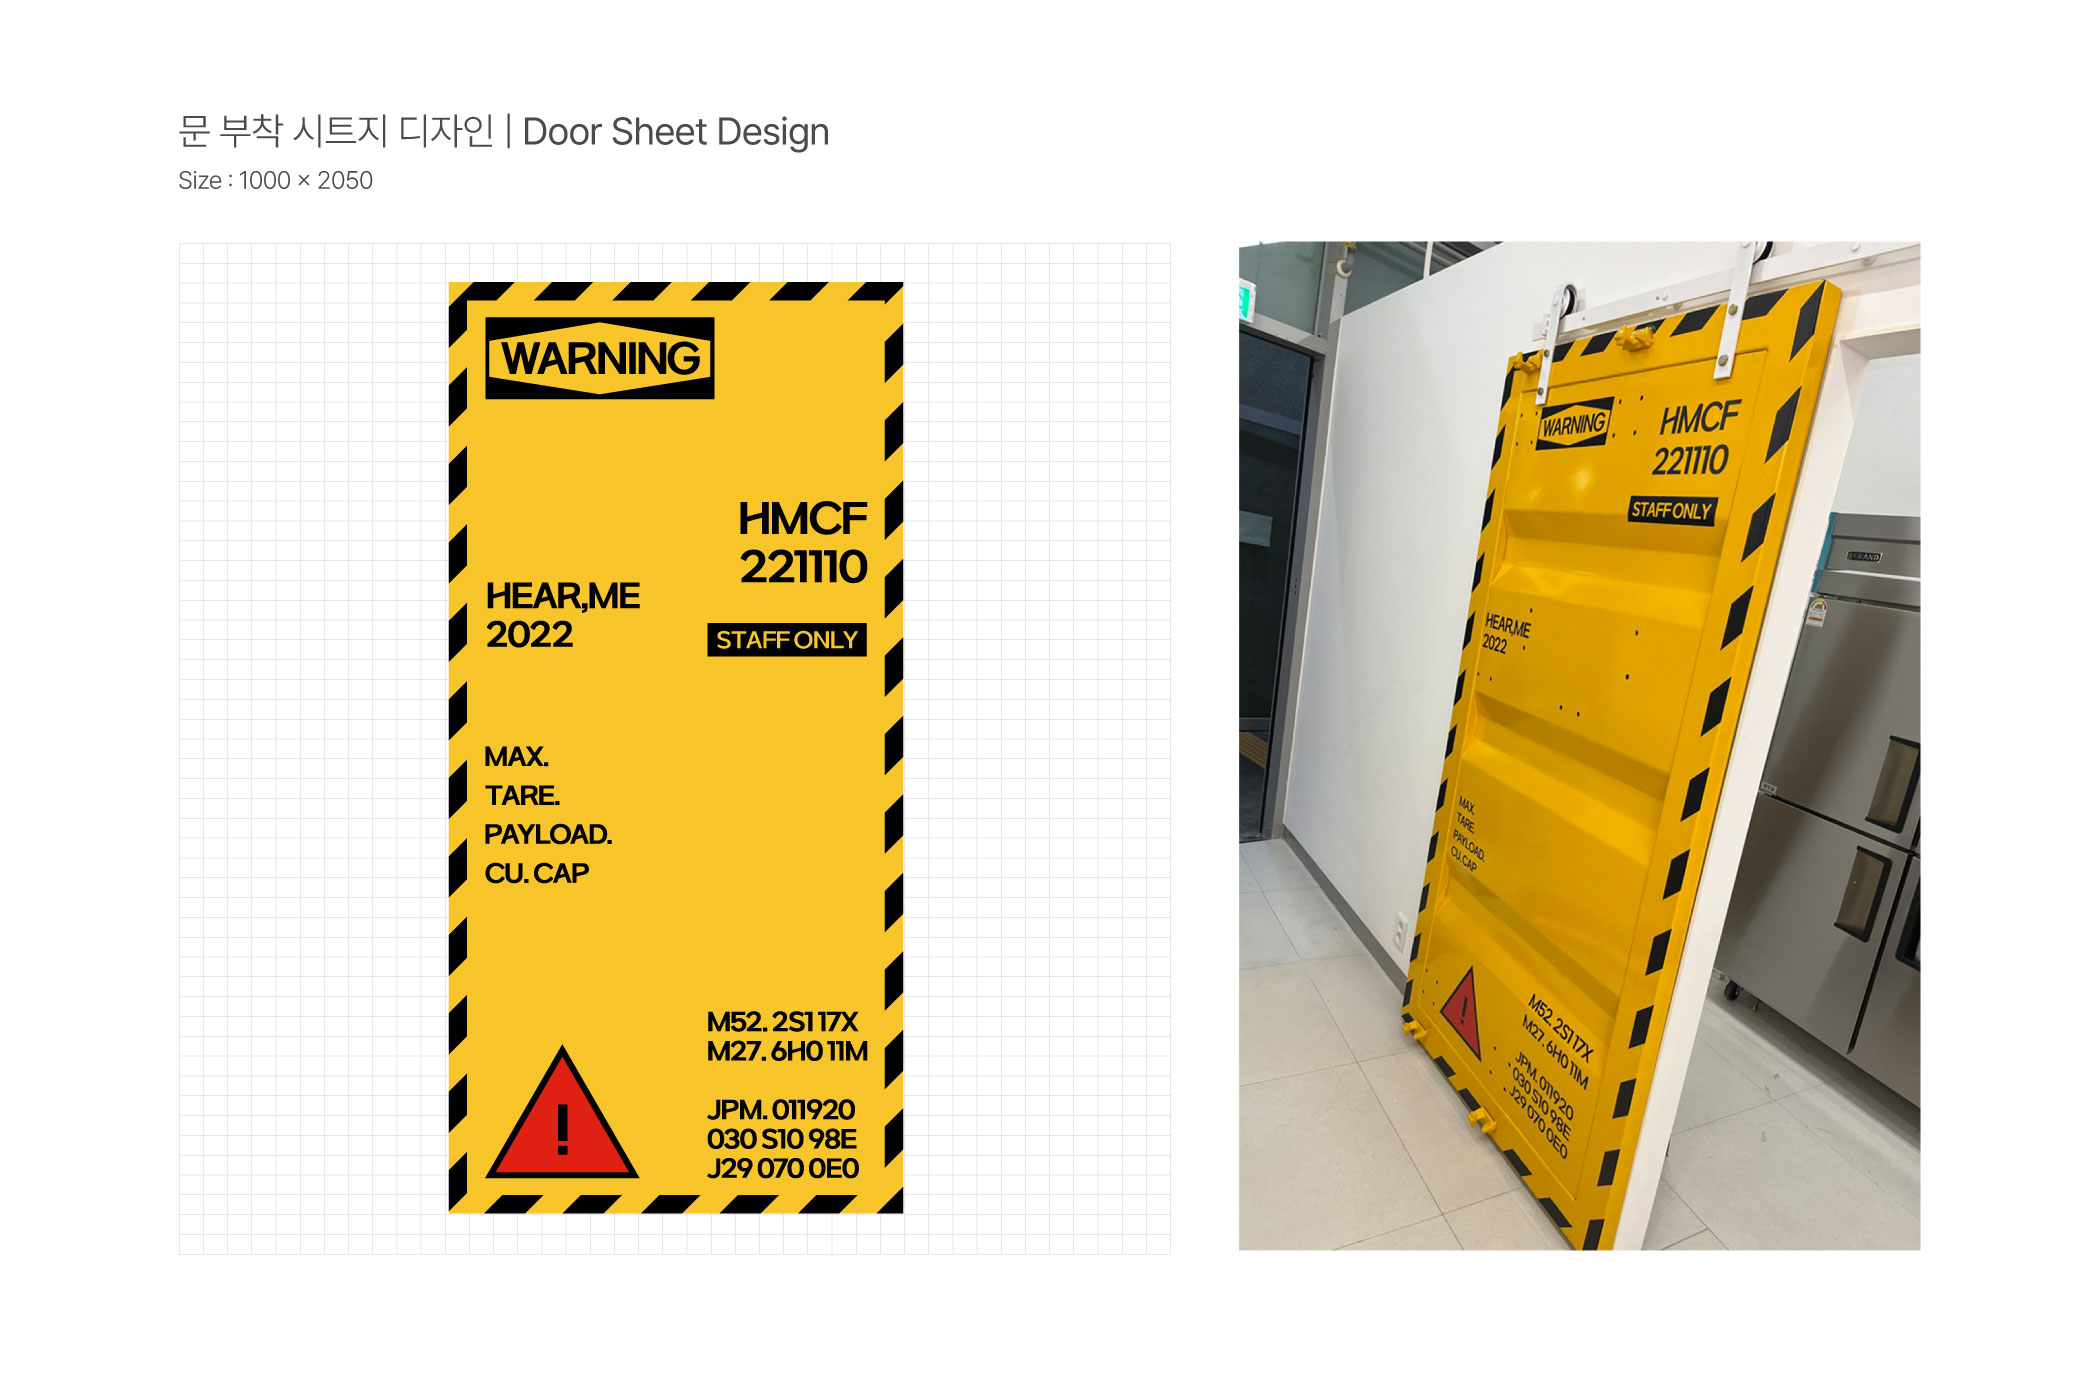 문 부착 시트지 디자인 | Door Sheet Design
Size : 1000 × 2050
WARNING
HMCF
221110
HEAR,ME
2022
STAFF ONLY
MAX.
TARE.
PAYLOAD.
CU. CAP
M52. 2S1 17X
M27. 6H0 11M
JPM. 011920
030 S10 98E
J29 070 0E0
!
WARNING
HMCF
221110
STAFF ONLY
HEAR,ME
2022
MAX.
TARE.
PAYLOAD.
CU. CAP
!
M52. 2S1 17X
M27. 6H0 11M
JPM. 011920
030 S10 98E
J29 070 0E0